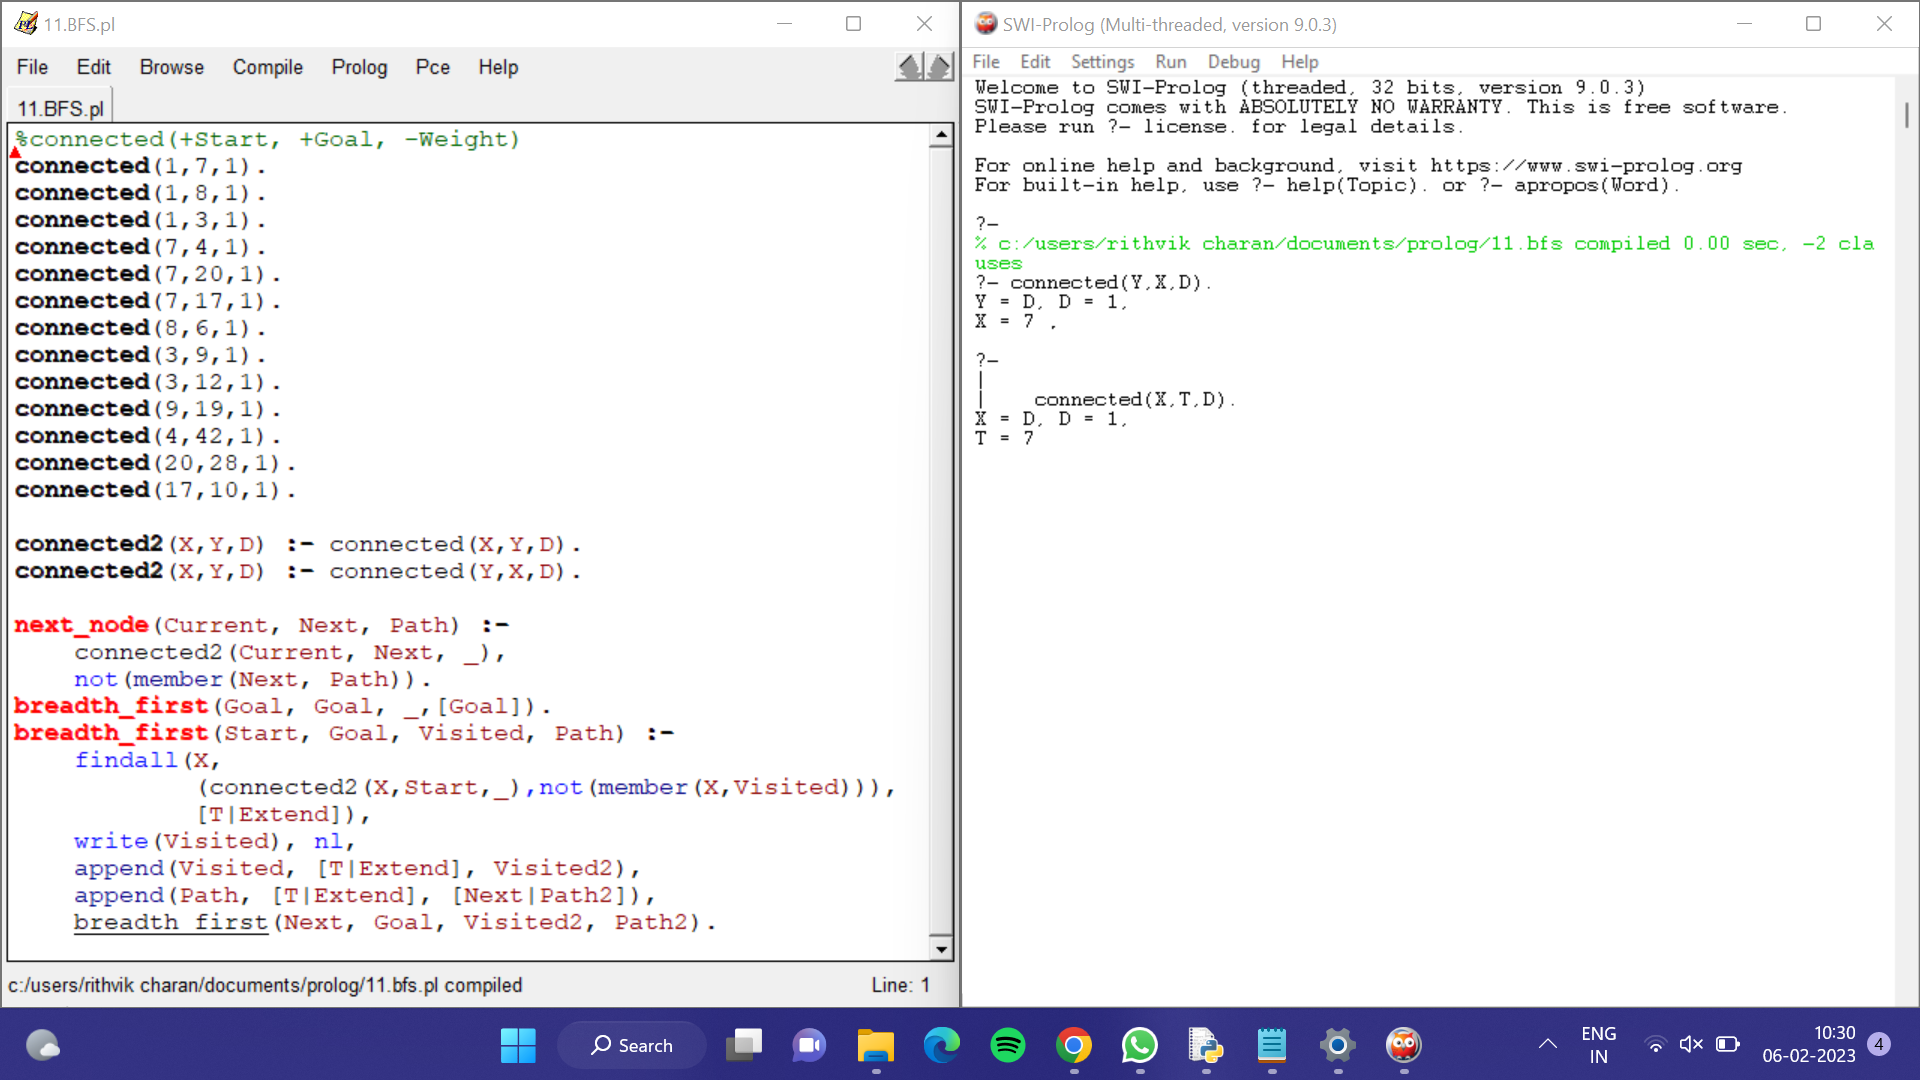 11.BFS.pl
File Edit Browse Compile Prolog Pce Help
11.BFS.pl
%connected(+Start, +Goal, -Weight)
connected(1,7,1).
connected(1,8,1).
connected(1,3,1).
connected(7,4,1).
connected(7,20,1).
connected(7,17,1).
connected(8,6,1).
connected(3,9,1).
connected(3,12,1).
connected(9,19,1).
connected(4,42,1).
connected(20,28,1).
connected(17,10,1).
connected2(X,Y,D) :- connected(X,Y,D).
connected2(X,Y,D) :- connected(Y,X,D).
next_node(Current, Next, Path) :-
connected2(Current, Next, _),
not(member(Next, Path)).
breadth_first(Goal, Goal, _,[Goal]).
breadth_first(Start, Goal, Visited, Path) :-
findall(X,
(connected2(X,Start,_),not(member(X,Visited))),
[T|Extend]),
write(Visited), nl,
append(Visited, [T|Extend], Visited2),
append(Path, [T|Extend], [Next|Path2]),
breadth_first(Next, Goal, Visited2, Path2).
c:/users/rithvik charan/documents/prolog/11.bfs.pl compiled
Line: 1
SWI-Prolog (Multi-threaded, version 9.0.3)
File Edit Settings Run Debug Help
Welcome to SWI-Prolog (threaded, 32 bits, version 9.0.3)
SWI-Prolog comes with ABSOLUTELY NO WARRANTY. This is free software.
Please run ?- license. for legal details.
For online help and background, visit https://www.swi-prolog.org
For built-in help, use ?- help(Topic). or ?- apropos(Word).
?-
% c:/users/rithvik charan/documents/prolog/11.bfs compiled 0.00 sec, -2 cla
uses
?- connected(Y,X,D).
Y = D, D = 1,
X = 7 .
?-
|
| connected(X,T,D).
X = D, D = 1,
T = 7
Search
ENG
IN
10:30
06-02-2023
4